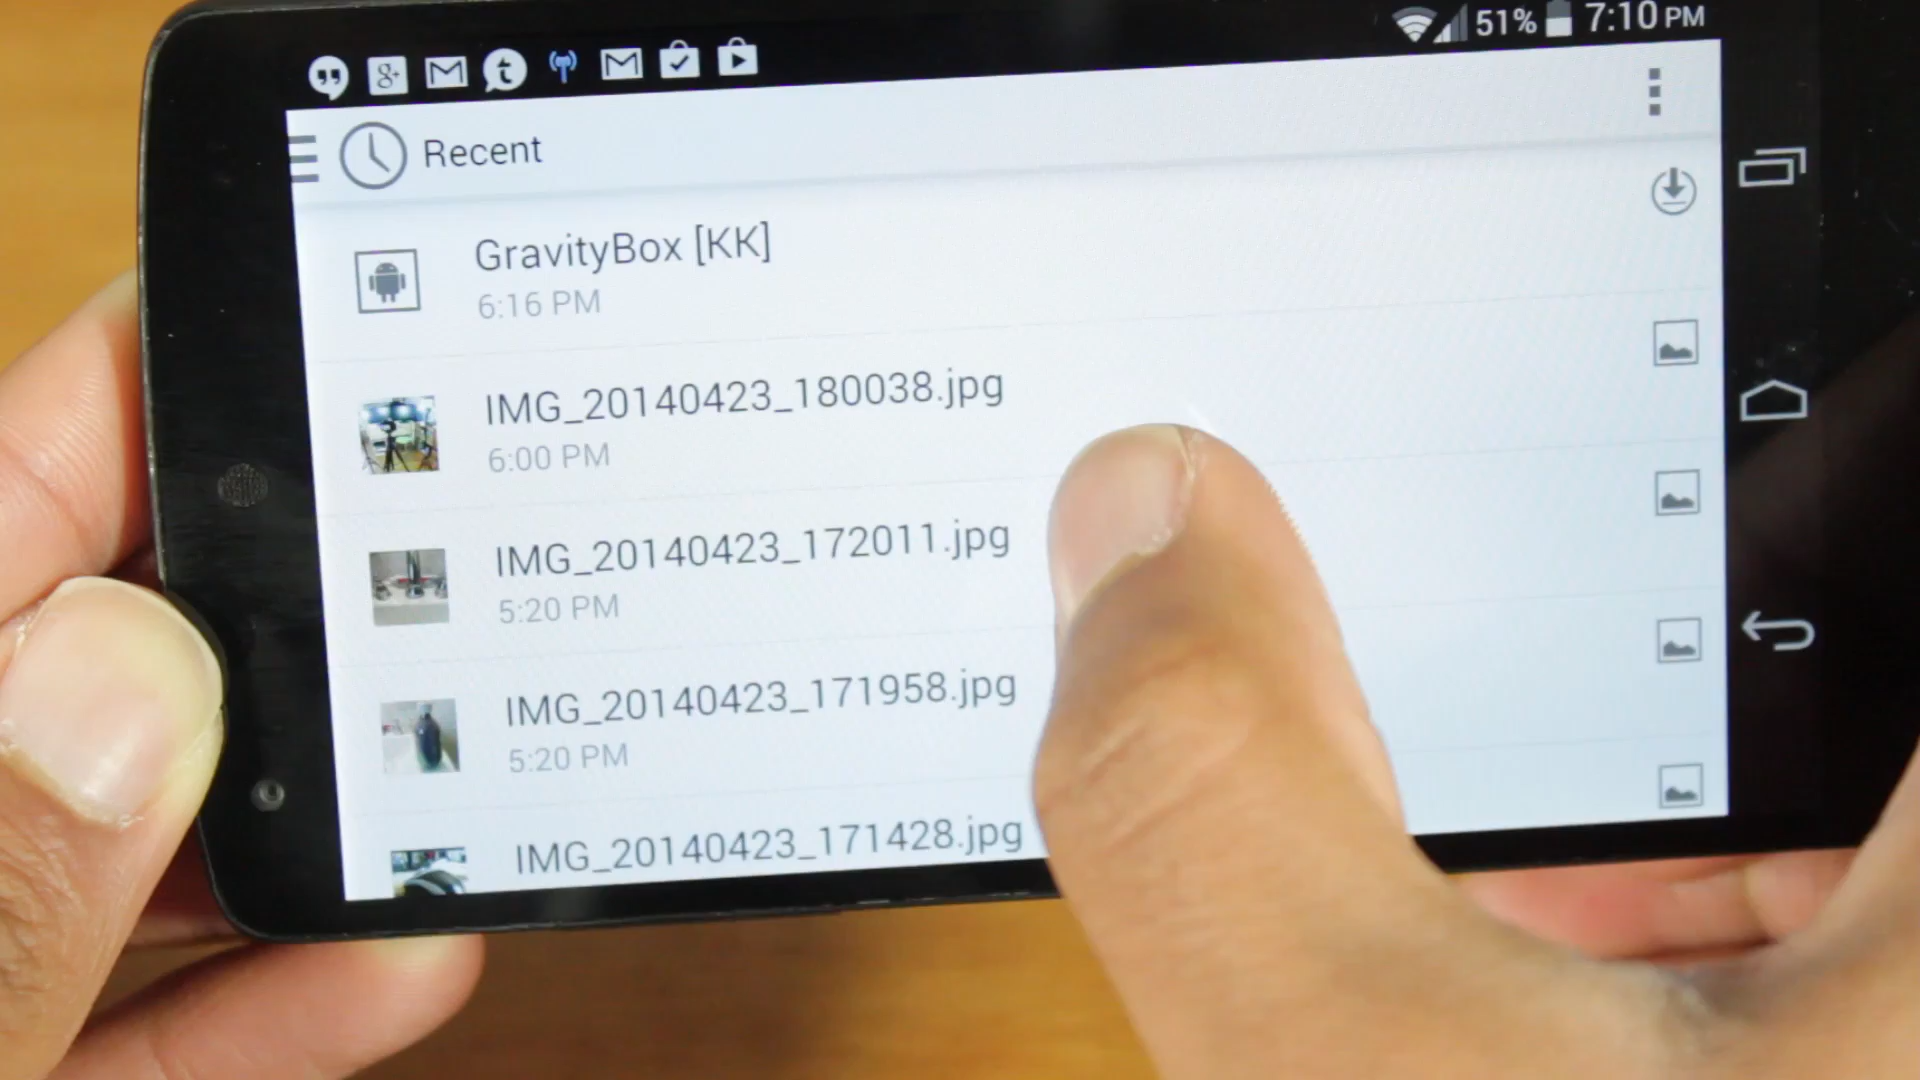 51% 7:10 PM
Recent
GravityBox [KK]
6:16 PM
IMG_20140423_180038.jpg
6:00 PM
IMG_20140423_172011.jpg
5:20 PM
IMG_20140423_171958.jpg
5:20 PM
IMG_20140423_171428.jpg